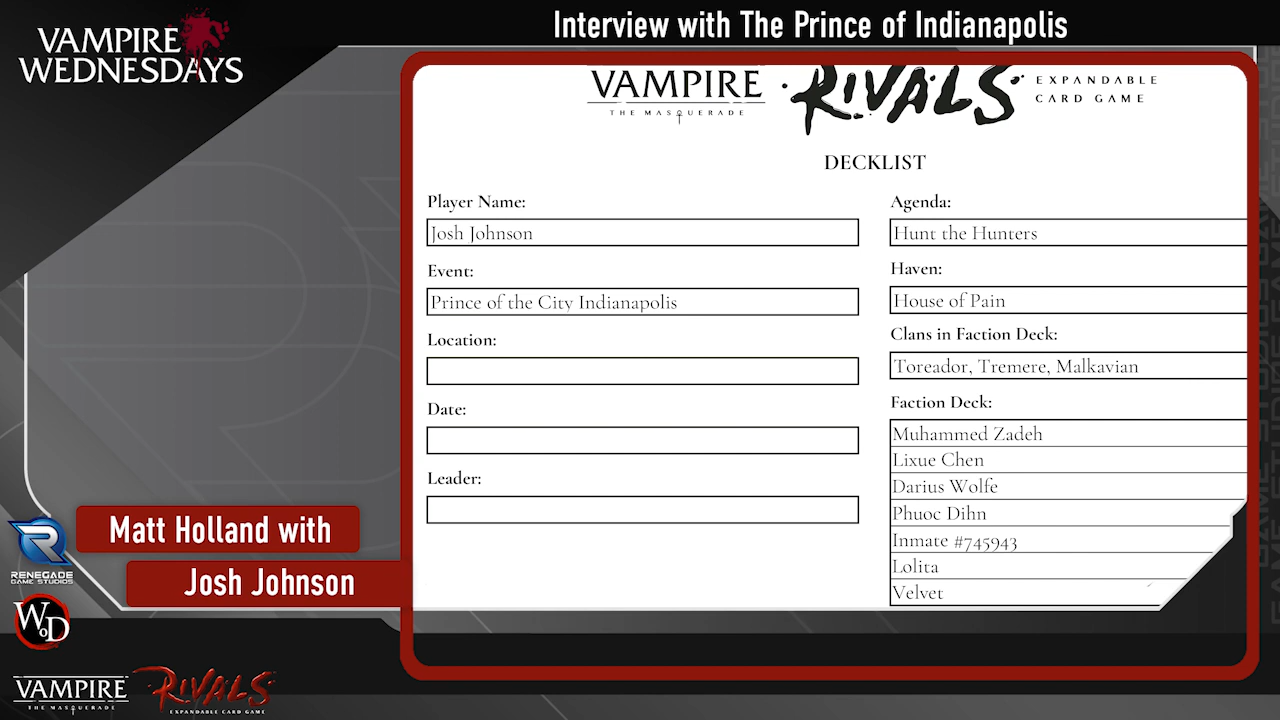 VAMPIRE
WEDNESDAYS
Interview with The Prince of Indianapolis
VAMPIRE
THE MASQUERADE
RIVALS
EXPANDABLE
CARD GAME
DECKLIST
Player Name:
Josh Johnson
Event:
Prince of the City Indianapolis
Location:
Date:
Leader:
Agenda:
Hunt the Hunters
Haven:
House of Pain
Clans in Faction Deck:
Toreador, Tremere, Malkavian
Faction Deck:
Muhammed Zadeh
Lixue Chen
Darius Wolfe
Phuoc Dihn
Inmate #745943
Lolita
Velvet
Matt Holland with
Josh Johnson
R
RENEGADE
GAME STUDIOS
WoD
VAMPIRE
THE MASQUERADE
RIVALS
EXPANDABLE CARD GAME